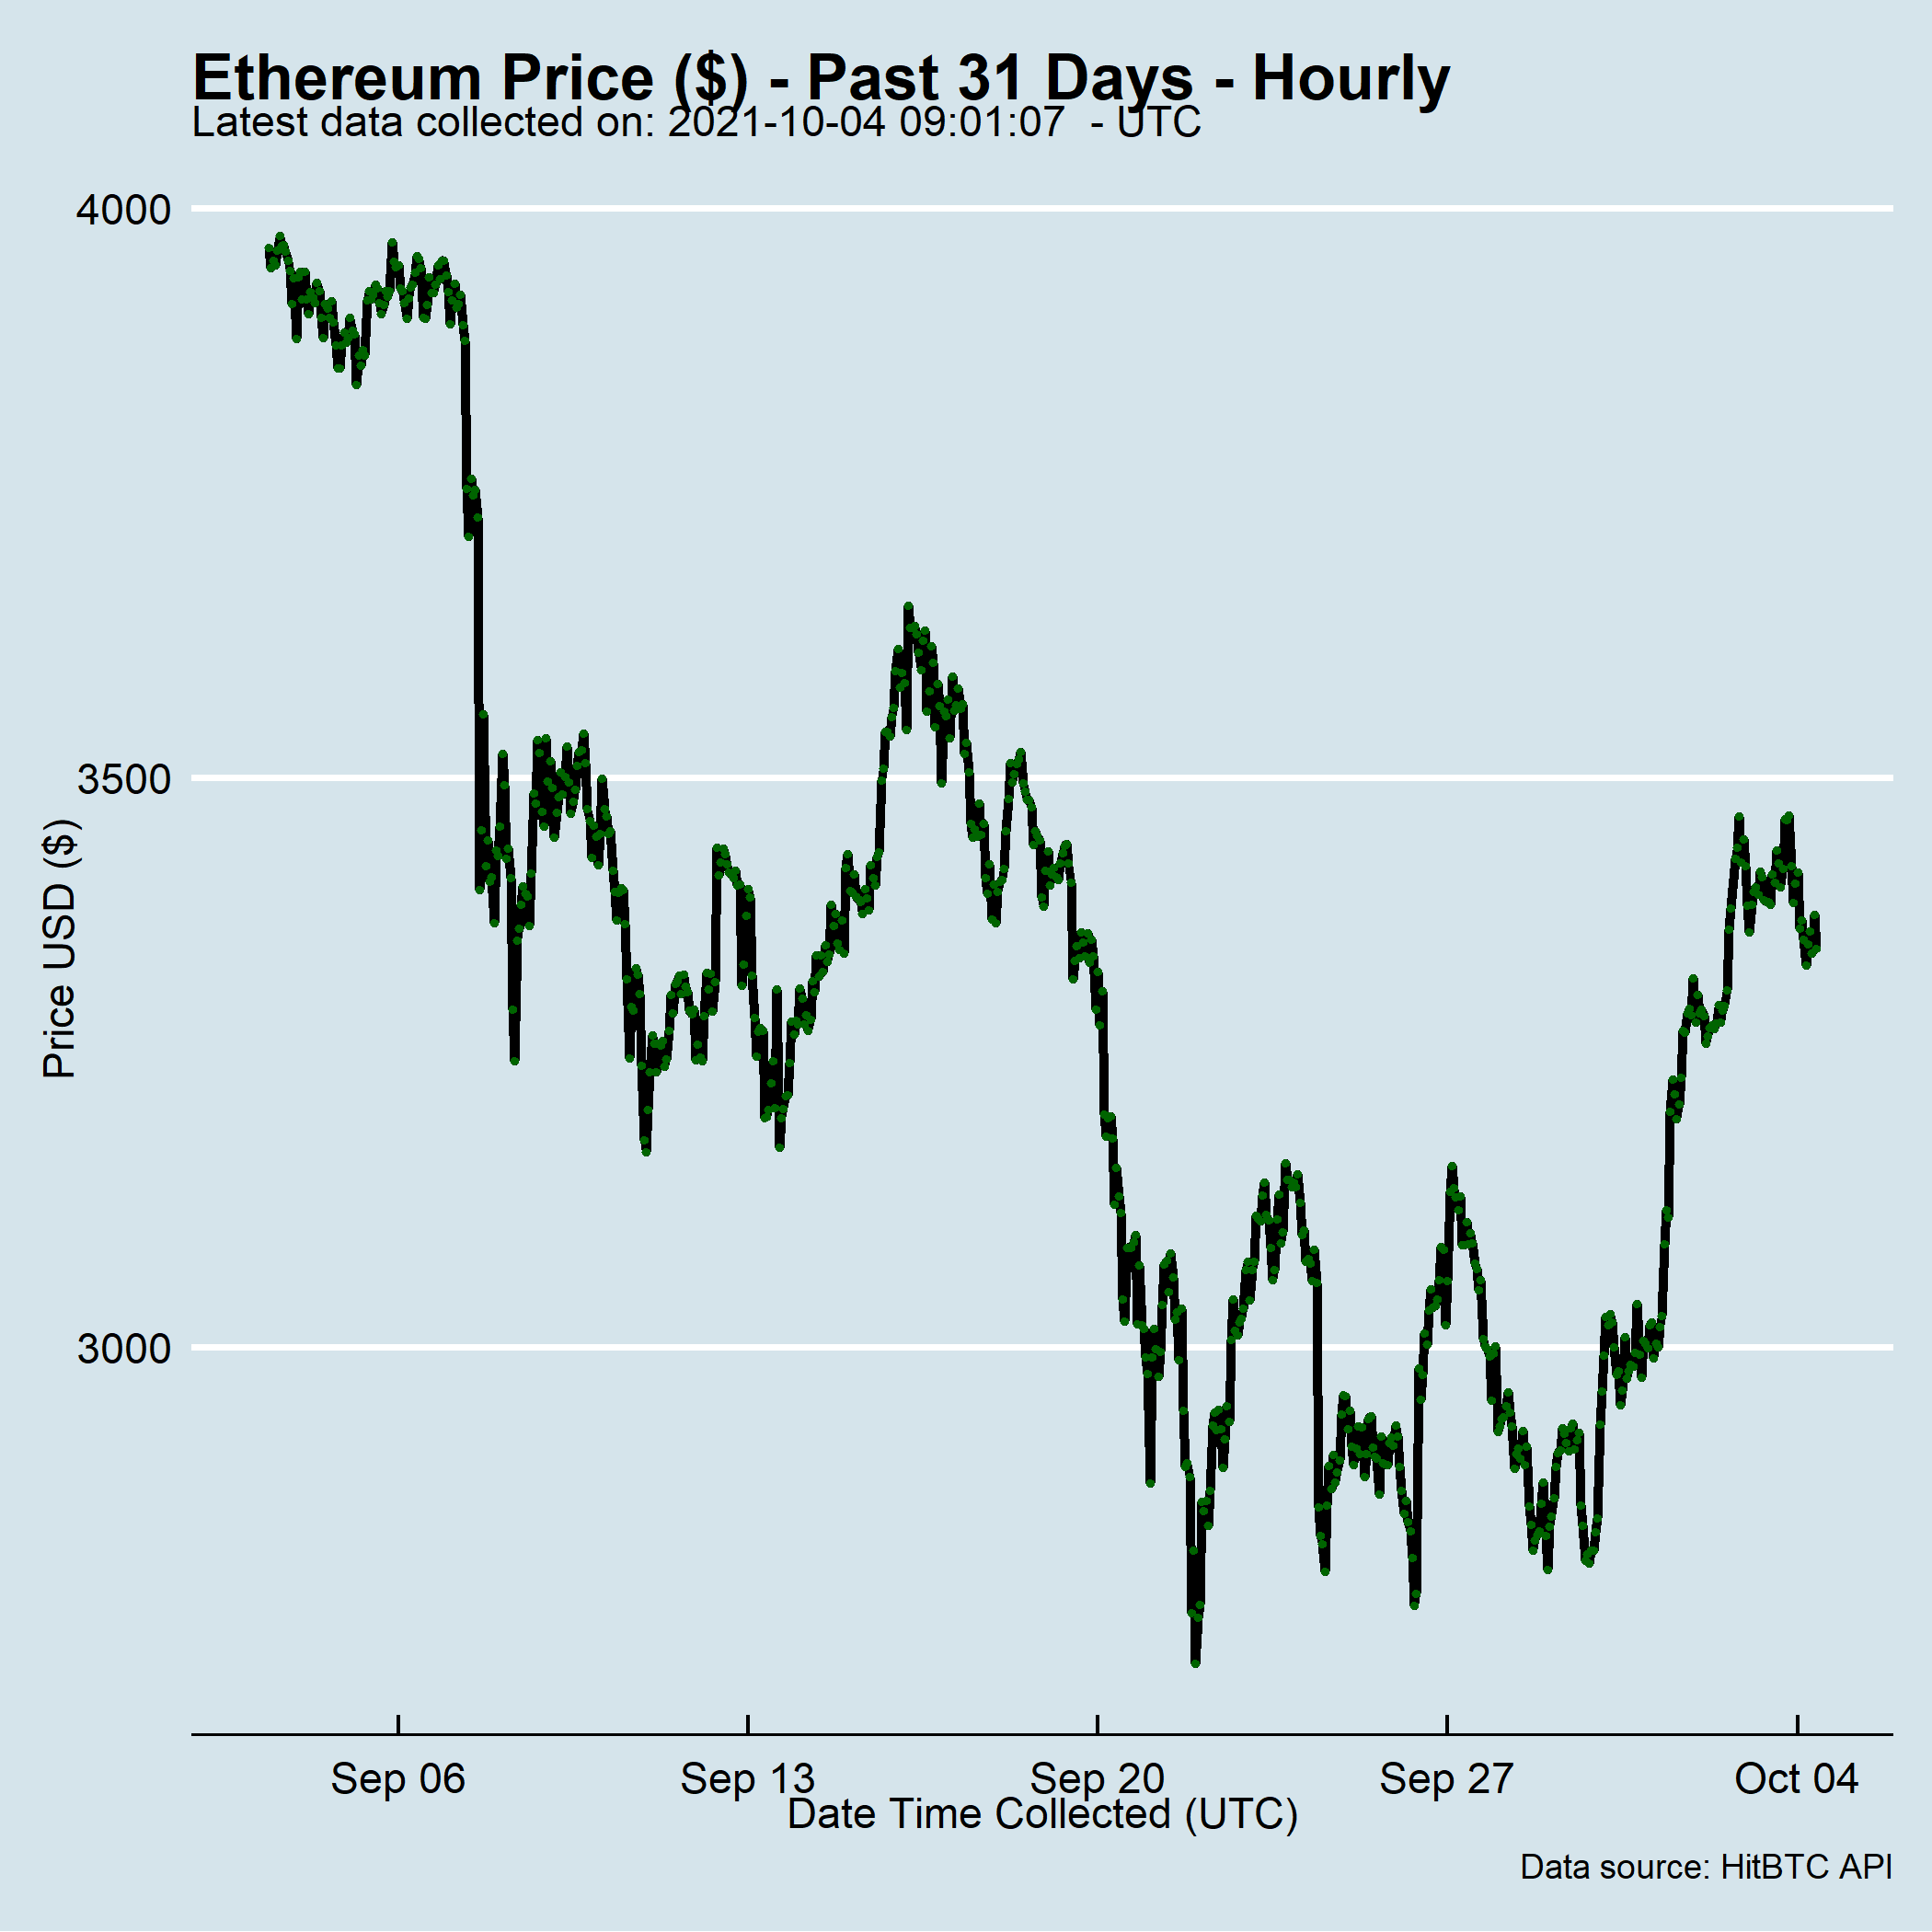 Ethereum Price ($) - Past 31 Days - Hourly
Latest data collected on: 2021-10-04 09:01:07  - UTC
4000
3500
3000
Price USD ($)
Sep 06
Sep 13
Sep 20
Sep 27
Oct 04
Date Time Collected (UTC)
Data source: HitBTC API